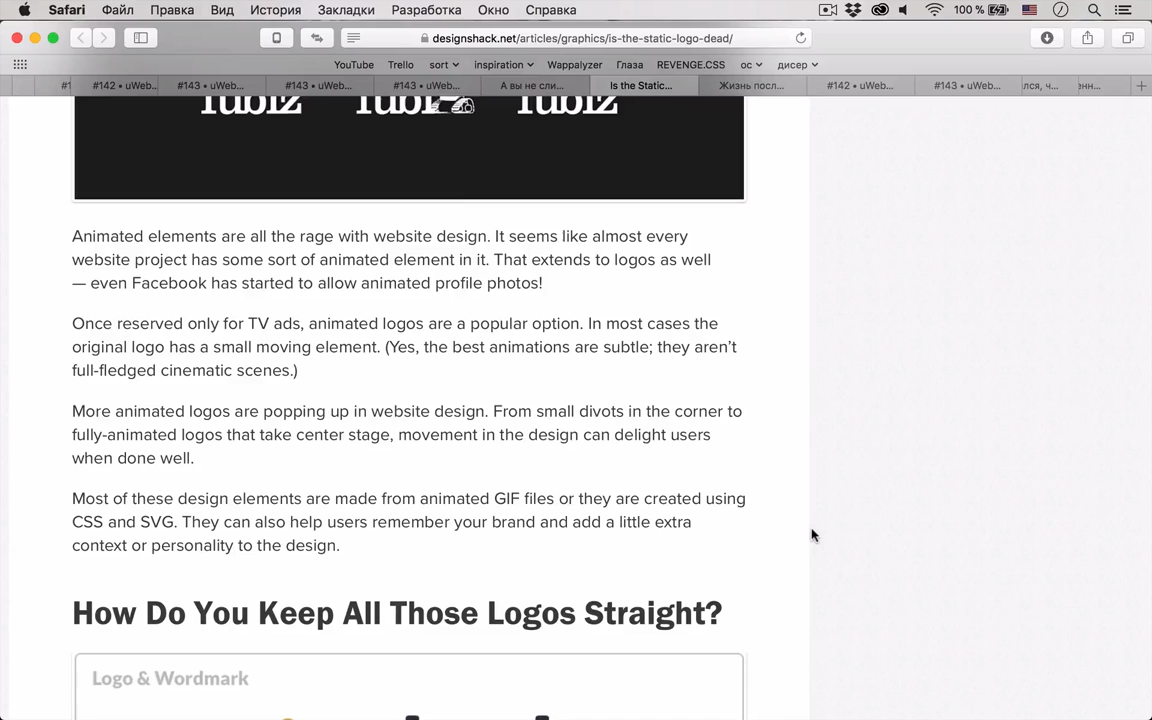 Safari Файл Правка Вид История Закладки Разработка Окно Справка 100 %
designshack.net/articles/graphics/is-the-static-logo-dead/
YouTube Trello sort inspiration Wappalyzer Глаза REVENGE.CSS ос дисер
#1 #142 • uWeb... #143 • uWeb... #143 • uWeb... #143 • uWeb... А вы не сли... Is the Static... Жизнь посл... #142 • uWeb... #143 • uWeb... лся, ч... енн...
Tubiz Tubiz Tubiz
Animated elements are all the rage with website design. It seems like almost every
website project has some sort of animated element in it. That extends to logos as well
— even Facebook has started to allow animated profile photos!
Once reserved only for TV ads, animated logos are a popular option. In most cases the
original logo has a small moving element. (Yes, the best animations are subtle; they aren’t
full-fledged cinematic scenes.)
More animated logos are popping up in website design. From small divots in the corner to
fully-animated logos that take center stage, movement in the design can delight users
when done well.
Most of these design elements are made from animated GIF files or they are created using
CSS and SVG. They can also help users remember your brand and add a little extra
context or personality to the design.
How Do You Keep All Those Logos Straight?
Logo & Wordmark